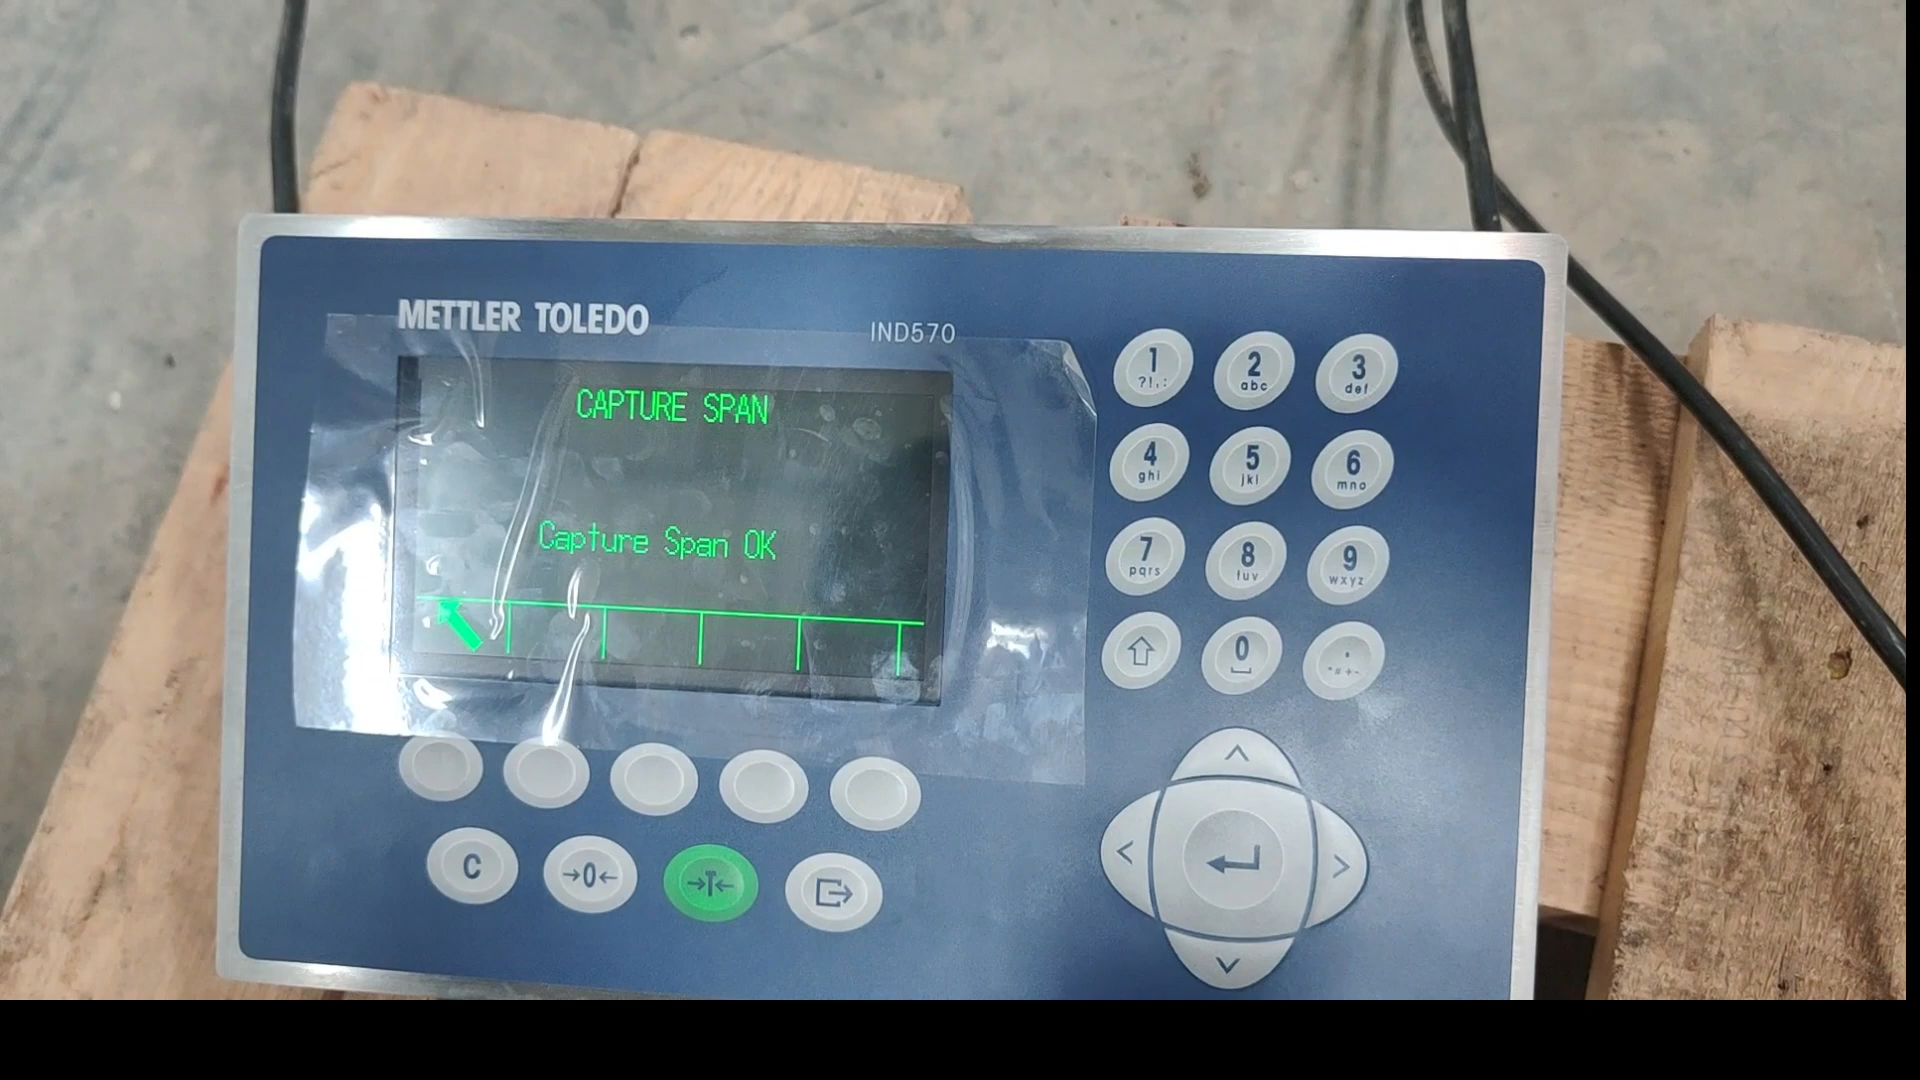 METTLER TOLEDO
IND570
CAPTURE SPAN
Capture Span OK
1
?!,:
2
abc
3
def
4
ghi
5
jkl
6
mno
7
pqrs
8
tuv
9
wxyz
0
C
→0←
→T←